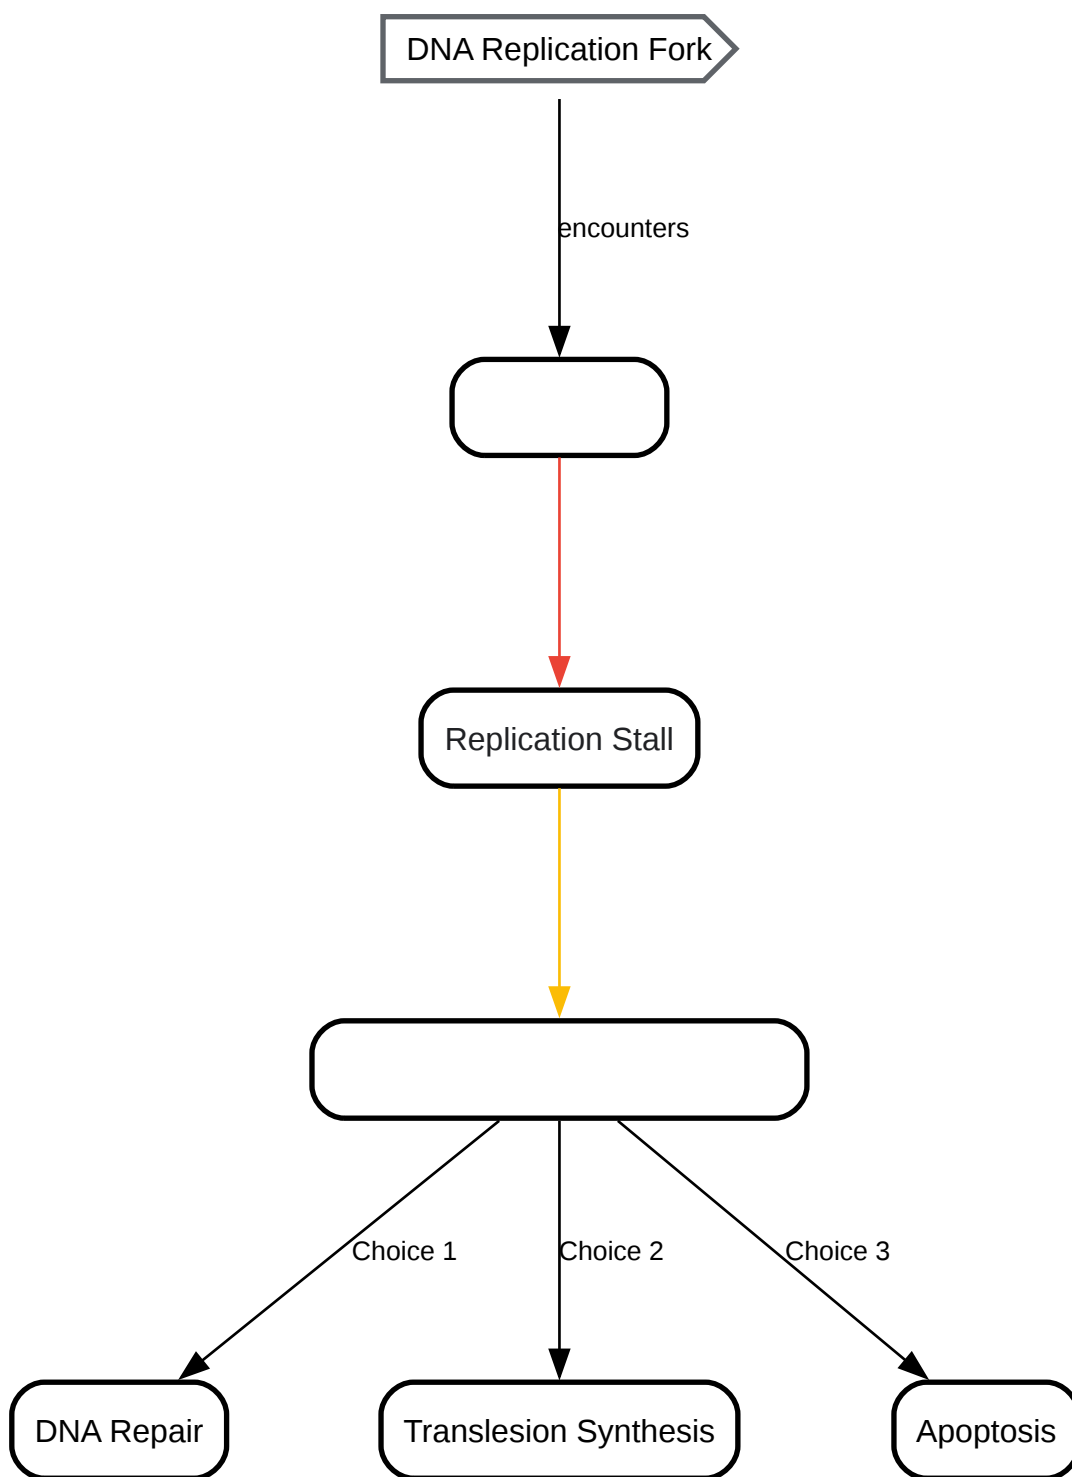 DNA Replication Fork
encounters
Replication Stall
Choice 1
Choice 2
Choice 3
DNA Repair
Translesion Synthesis
Apoptosis